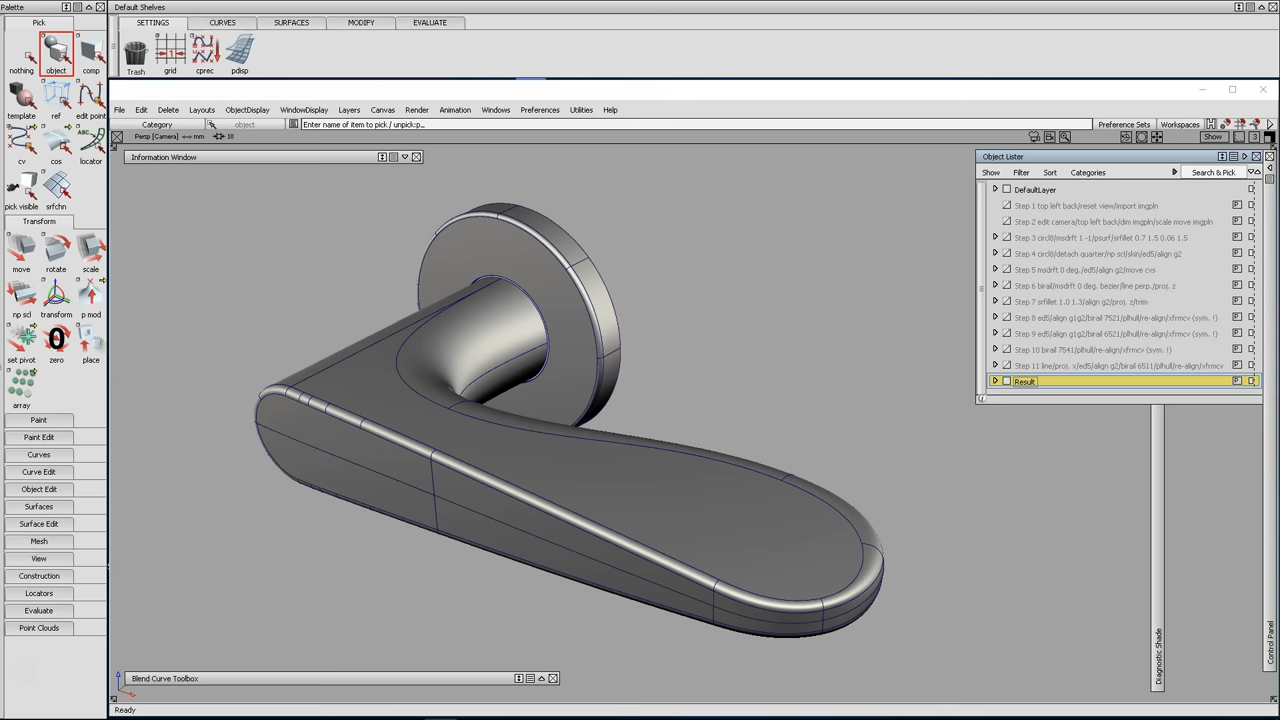 Palette
Default Shelves
Pick
SETTINGS CURVES SURFACES MODIFY EVALUATE
nothing object comp
Trash grid cprec pdisp
template ref edit point
File Edit Delete Layouts ObjectDisplay WindowDisplay Layers Canvas Render Animation Windows Preferences Utilities Help
Category object Enter name of item to pick / unpick:p_ Preference Sets Workspaces
Persp [Camera] <-> mm 18 Show 3
cv cos locator
Information Window
Object Lister
Show Filter Sort Categories Search & Pick
pick visible srfchn
DefaultLayer
Step 1 top left back/reset view/import imgpln
Step 2 edit camera/top left back/dim imgpln/scale move imgpln
Step 3 circl8/msdrft 1 -1/psurf/srfillet 0.7 1.5 0.06 1.5
Step 4 circl8/detach quarter/np scl/skin/ed5/align g2
Step 5 msdrft 0 deg./ed5/align g2/move cvs
Step 6 birail/msdrft 0 deg. bezier/line perp./proj. z
Step 7 srfillet 1.0 1.3/align g2/proj. z/trim
Step 8 ed5/align g1g2/birail 7521/plhull/re-align/xfrmcv (sym. !)
Step 9 ed5/align g1g2/birail 6511/plhull/re-align/xfrmcv (sym. !)
Step 10 birail 7541/plhull/re-align/xfrmcv (sym. !)
Step 11 line/proj. x/ed5/align g2/birail 6511/plhull/re-align/xfrmcv
Result
Transform
move rotate scale
np scl transform p mod
set pivot zero place
array
Paint
Paint Edit
Curves
Curve Edit
Object Edit
Surfaces
Surface Edit
Mesh
View
Construction
Locators
Evaluate
Point Clouds
Diagnostic Shade
Control Panel
Blend Curve Toolbox
Ready